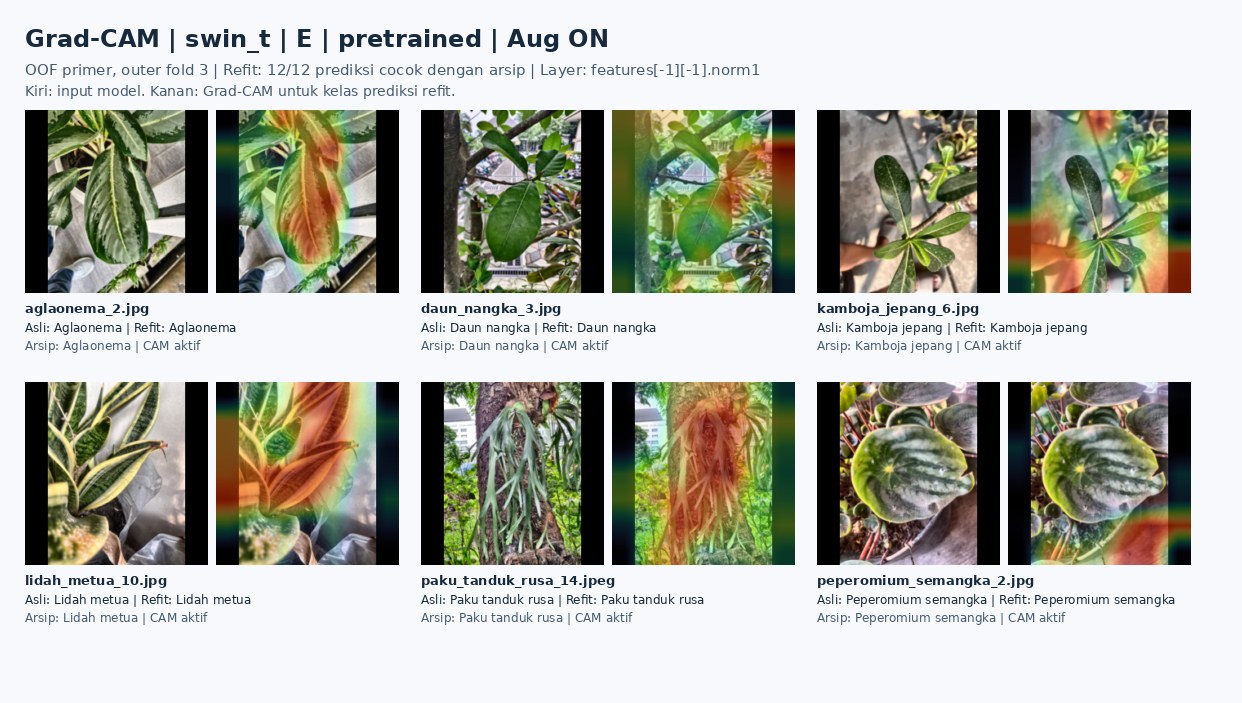 Grad-CAM | swin_t | E | pretrained | Aug ON
OOF primer, outer fold 3 | Refit: 12/12 prediksi cocok dengan arsip | Layer: features[-1][-1].norm1
Kiri: input model. Kanan: Grad-CAM untuk kelas prediksi refit.
aglaonema_2.jpg
Asli: Aglaonema | Refit: Aglaonema
Arsip: Aglaonema | CAM aktif
daun_nangka_3.jpg
Asli: Daun nangka | Refit: Daun nangka
Arsip: Daun nangka | CAM aktif
kamboja_jepang_6.jpg
Asli: Kamboja jepang | Refit: Kamboja jepang
Arsip: Kamboja jepang | CAM aktif
lidah_metua_10.jpg
Asli: Lidah metua | Refit: Lidah metua
Arsip: Lidah metua | CAM aktif
paku_tanduk_rusa_14.jpeg
Asli: Paku tanduk rusa | Refit: Paku tanduk rusa
Arsip: Paku tanduk rusa | CAM aktif
peperomium_semangka_2.jpg
Asli: Peperomium semangka | Refit: Peperomium semangka
Arsip: Peperomium semangka | CAM aktif